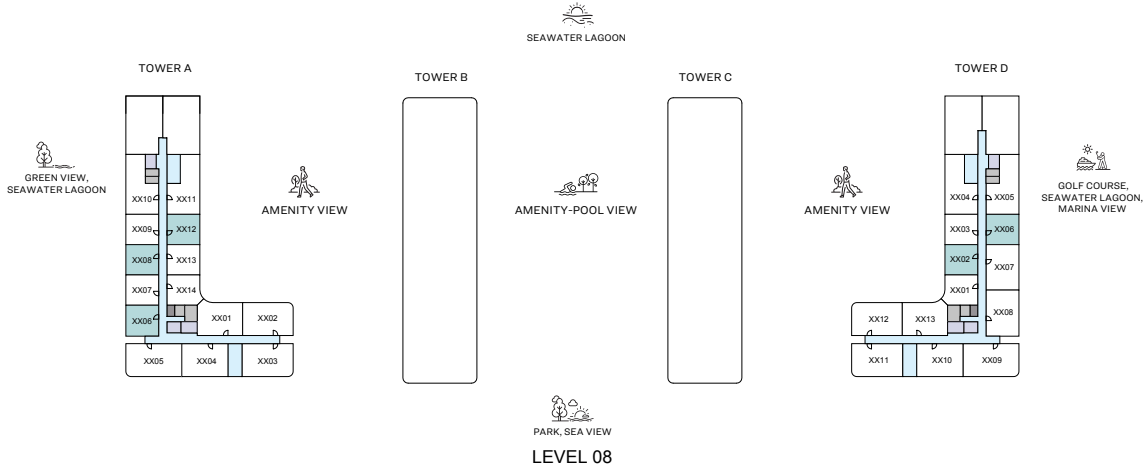 SEAWATER LAGOON
TOWER A
TOWER B
TOWER C
TOWER D
GREEN VIEW,
SEAWATER LAGOON
AMENITY VIEW
AMENITY-POOL VIEW
AMENITY VIEW
GOLF COURSE,
SEAWATER LAGOON,
MARINA VIEW
XX10
XX11
XX09
XX12
XX08
XX13
XX07
XX14
XX06
XX01
XX02
XX05
XX04
XX03
XX04
XX05
XX03
XX06
XX02
XX07
XX01
XX08
XX12
XX13
XX11
XX10
XX09
PARK, SEA VIEW
LEVEL 08